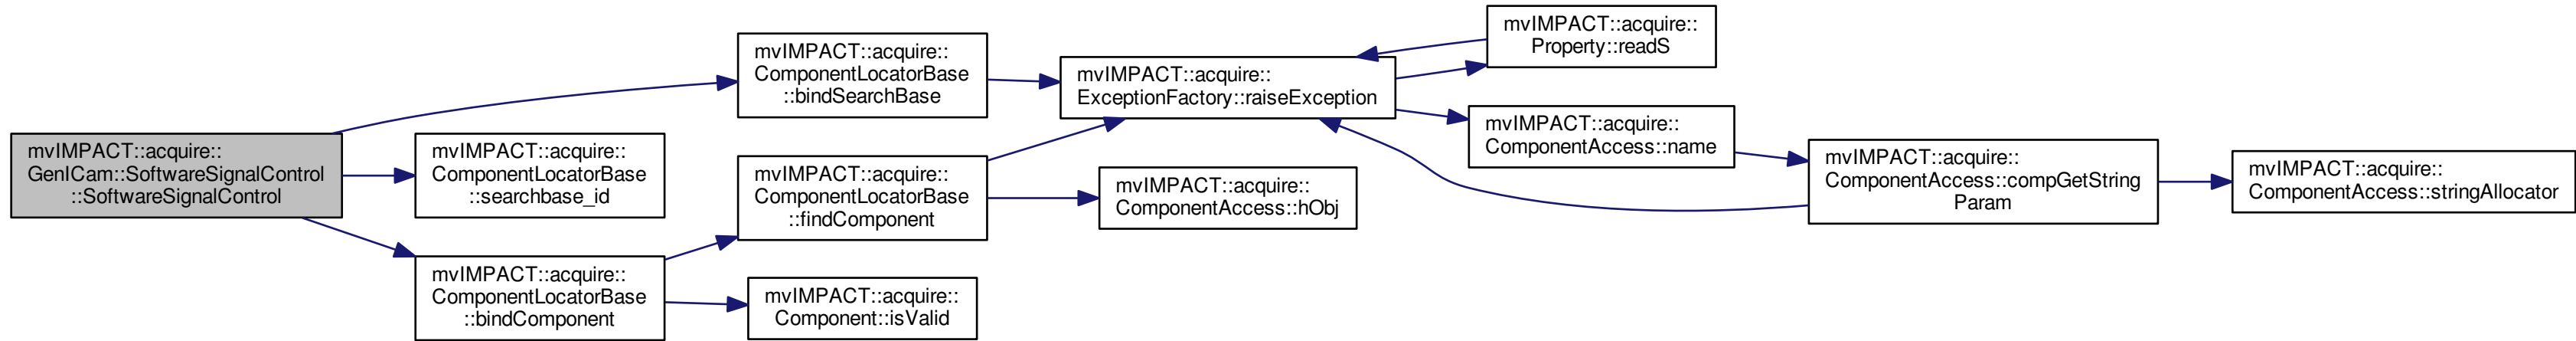 mvIMPACT::acquire::
GenICam::SoftwareSignalControl
::SoftwareSignalControl
mvIMPACT::acquire::
ComponentLocatorBase
::bindSearchBase
mvIMPACT::acquire::
ComponentLocatorBase
::searchbase_id
mvIMPACT::acquire::
ComponentLocatorBase
::bindComponent
mvIMPACT::acquire::
ComponentLocatorBase
::findComponent
mvIMPACT::acquire::
Component::isValid
mvIMPACT::acquire::
ExceptionFactory::raiseException
mvIMPACT::acquire::
ComponentAccess::hObj
mvIMPACT::acquire::
Property::readS
mvIMPACT::acquire::
ComponentAccess::name
mvIMPACT::acquire::
ComponentAccess::compGetString
Param
mvIMPACT::acquire::
ComponentAccess::stringAllocator